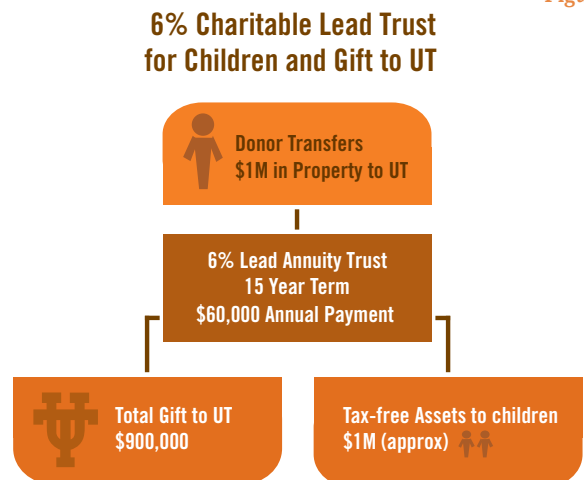 Figu
6% Charitable Lead Trust
for Children and Gift to UT
Donor Transfers
$1M in Property to UT
6% Lead Annuity Trust
15 Year Term
$60,000 Annual Payment
Total Gift to UT
$900,000
Tax-free Assets to children
$1M (approx)